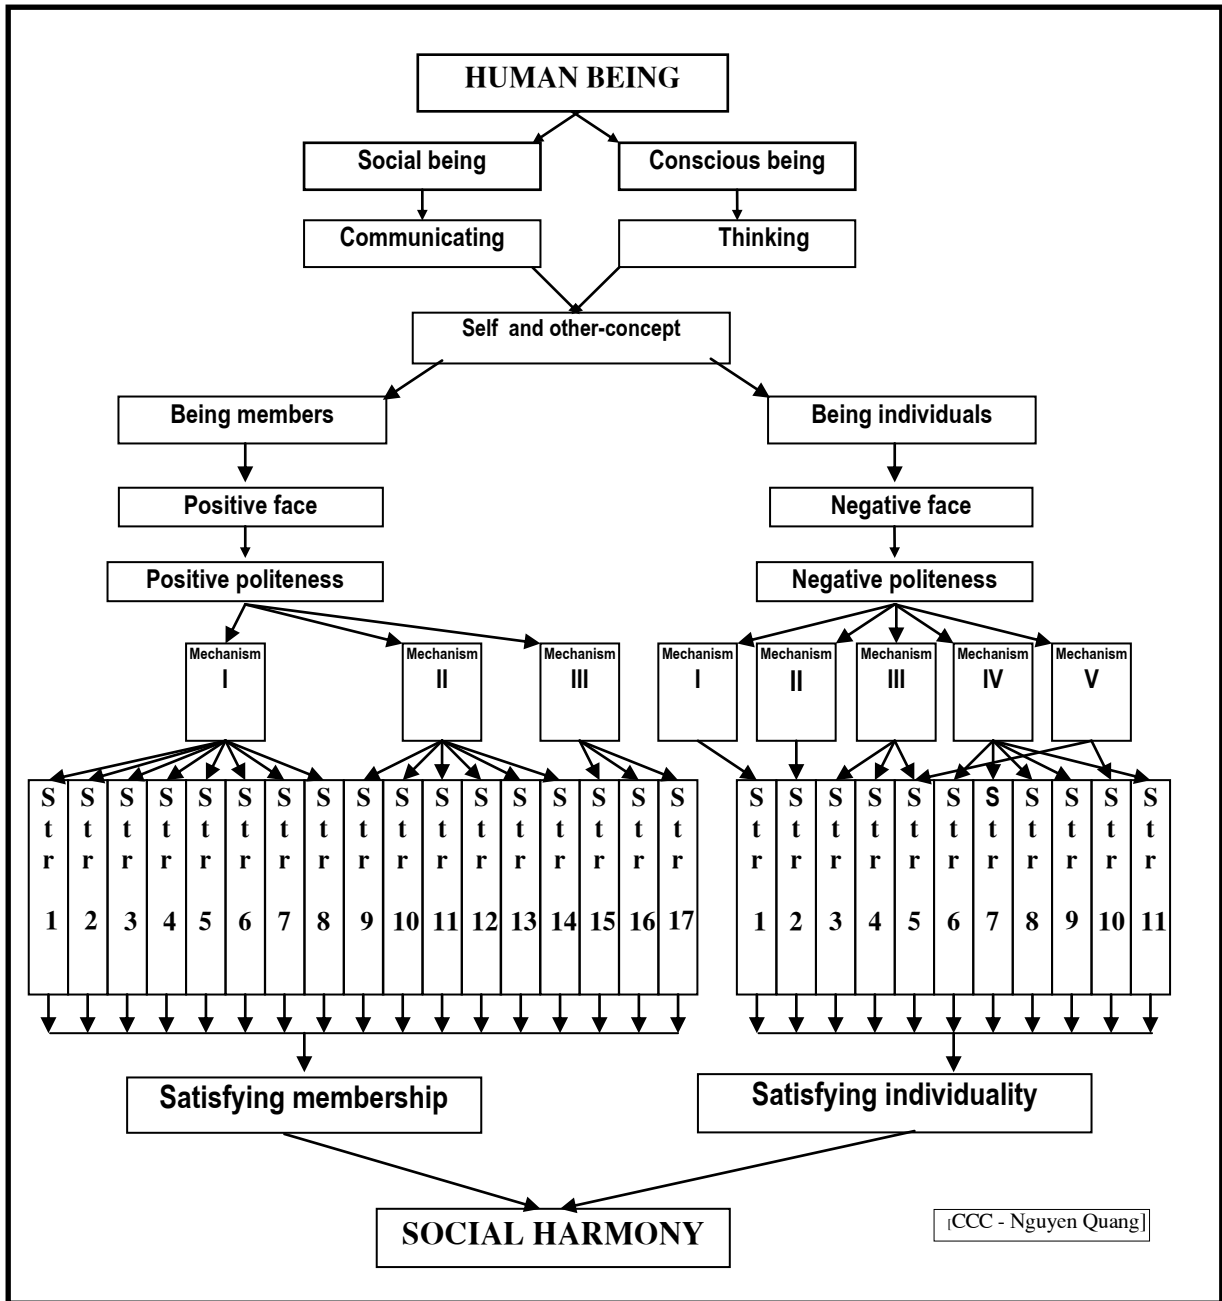 HUMAN BEING
Social being
Conscious being
Communicating
Thinking
Self and other-concept
Being members
Being individuals
Positive face
Negative face
Positive politeness
Negative politeness
Mechanism
I
Mechanism
II
Mechanism
III
Mechanism
I
Mechanism
II
Mechanism
III
Mechanism
IV
Mechanism
V
Str 1
Str 2
Str 3
Str 4
Str 5
Str 6
Str 7
Str 8
Str 9
Str 10
Str 11
Str 12
Str 13
Str 14
Str 15
Str 16
Str 17
Str 1
Str 2
Str 3
Str 4
Str 5
Str 6
Str 7
Str 8
Str 9
Str 10
Str 11
Satisfying membership
Satisfying individuality
SOCIAL HARMONY
[CCC - Nguyen Quang]